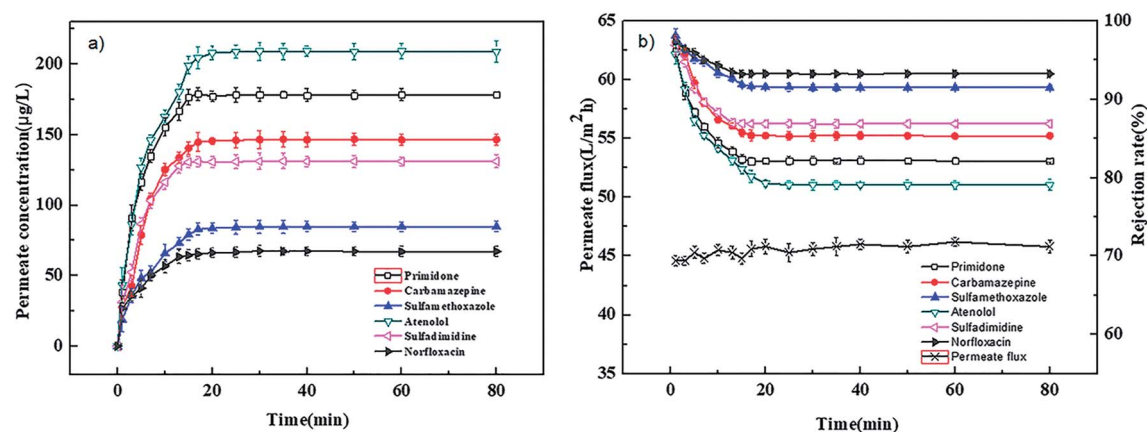 a)
Permeate concentration(µg/L)
200
150
100
50
0
Primidone
Carbamazepine
Sulfamethoxazole
Atenolol
Sulfadimidine
Norfloxacin
0 20 40 60 80
Time(min)
b)
Permeate flux(L/m²h)
65
60
55
50
45
40
35
Primidone
Carbamazepine
Sulfamethoxazole
Atenolol
Sulfadimidine
Norfloxacin
Permeate flux
0 20 40 60 80
Time(min)
100
90
80
70
60
Rejection rate(%)